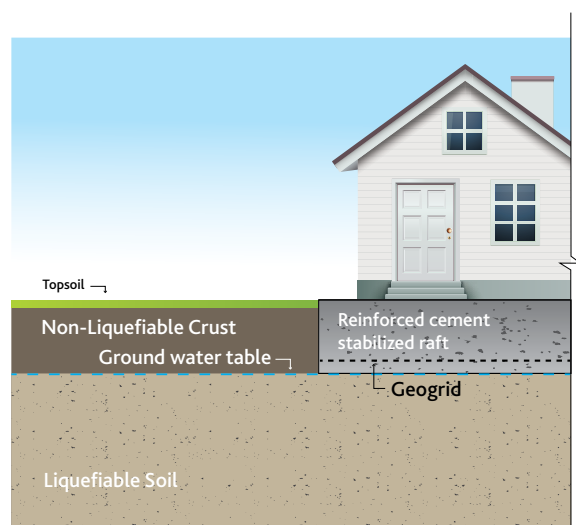 Topsoil
Non-Liquefiable Crust
Reinforced cement
stabilized raft
Ground water table
Geogrid
Liquefiable Soil